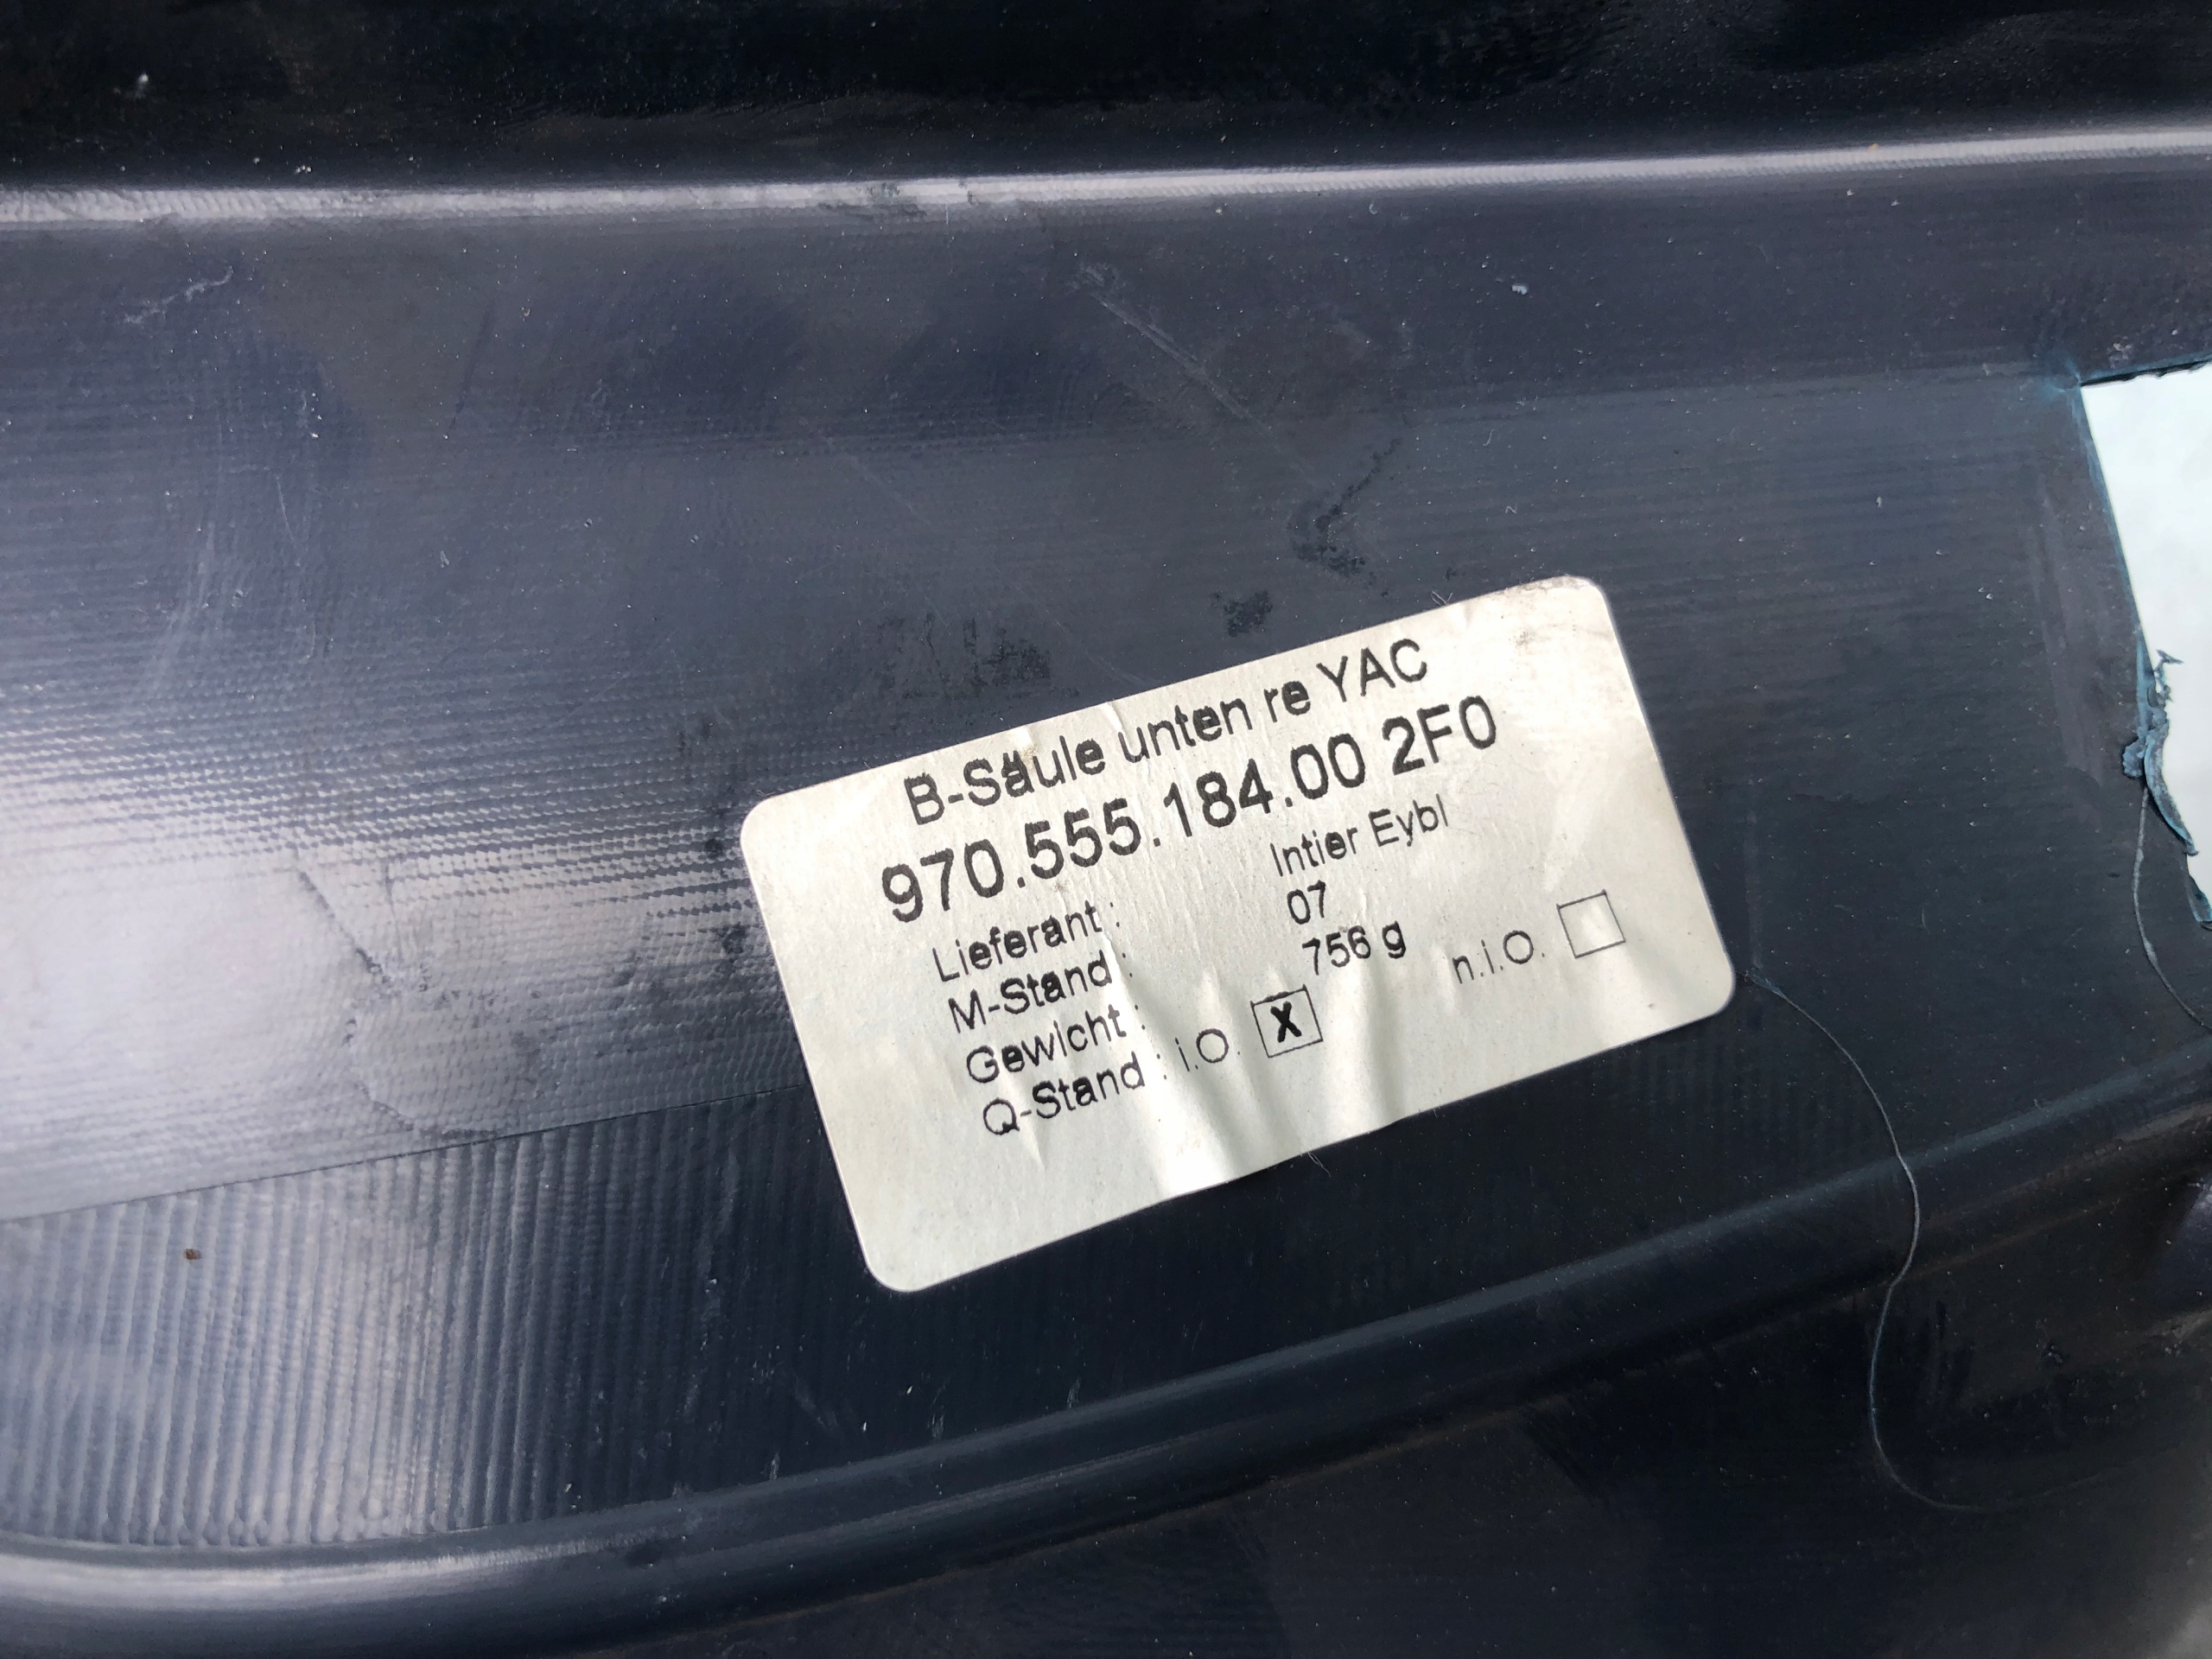 B-Säule unten re YAC
970.555.184.00 2F0
Lieferant : Intier Eybl
M-Stand : 07
Gewicht : 756 g
Q-Stand : i.O. X n.i.O.